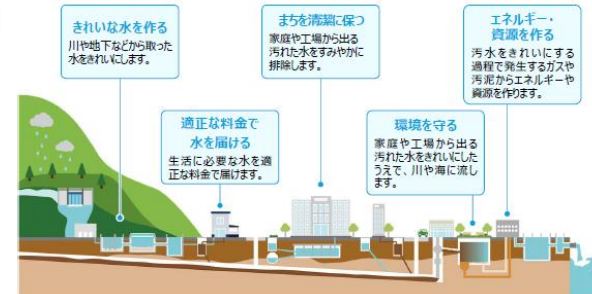 きれいな水を作る
川や地下などから取った
水をきれいにします。
まちを清潔に保つ
家庭や工場から出る
汚れた水をすみやかに
排除します。
エネルギー・
資源を作る
汚水をきれいにする
過程で発生するガスや
汚泥からエネルギーや
資源を作ります。
適正な料金で
水を届ける
生活に必要な水を適
正な料金で届けます。
環境を守る
家庭や工場から出る
汚れた水をきれいにした
うえで、川や海に流し
ます。